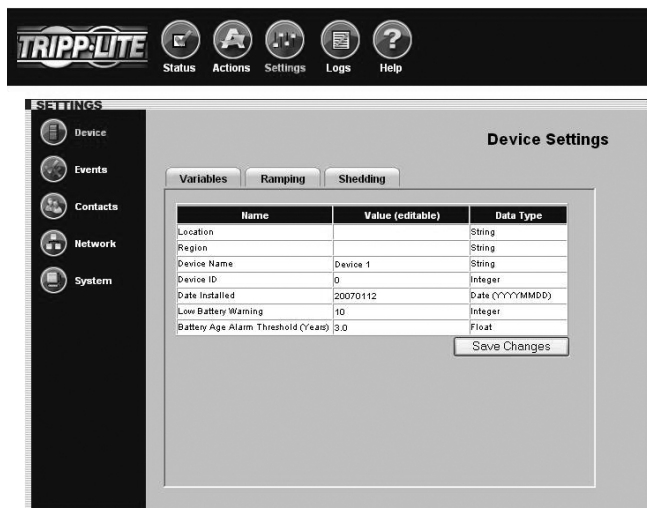 TRIPP·LITE
Status Actions Settings Logs Help
SETTINGS
Device
Events
Contacts
Network
System
Device Settings
Variables Ramping Shedding
Name Value (editable) Data Type
Location String
Region String
Device Name Device 1 String
Device ID 0 Integer
Date Installed 20070112 Date (YYYYMMDD)
Low Battery Warning 10 Integer
Battery Age Alarm Threshold (Years) 3.0 Float
Save Changes